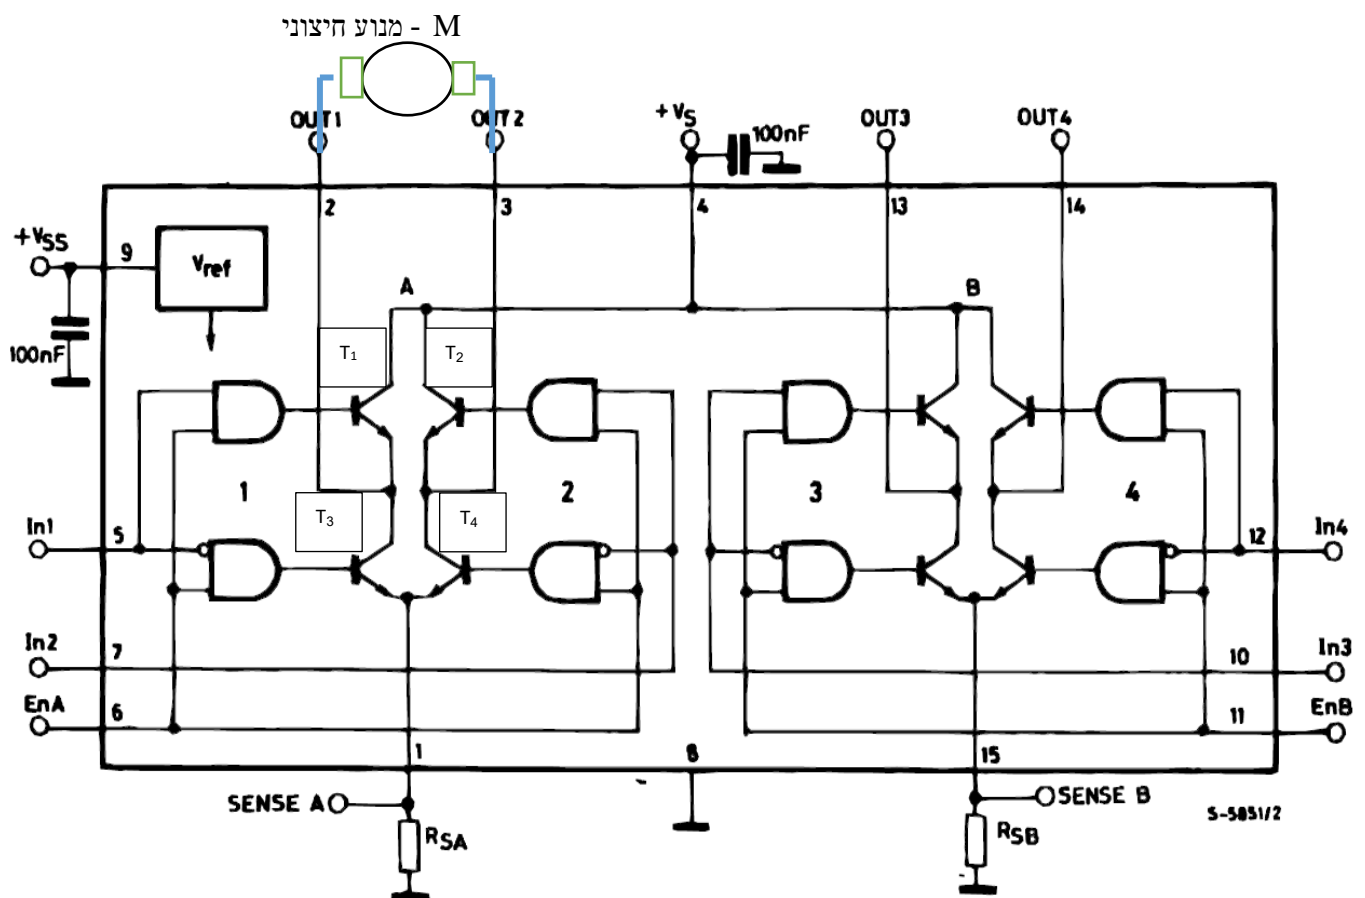 M - מנוע חיצוני
OUT1
OUT2
+VS
100nF
OUT3
OUT4
2
3
4
13
14
+VSS
9
Vref
A
B
100nF
T1
T2
1
2
3
4
T3
T4
In1
5
12
In4
In2
7
10
In3
EnA
6
11
EnB
1
8
15
SENSE A
SENSE B
RSA
RSB
S-5851/2